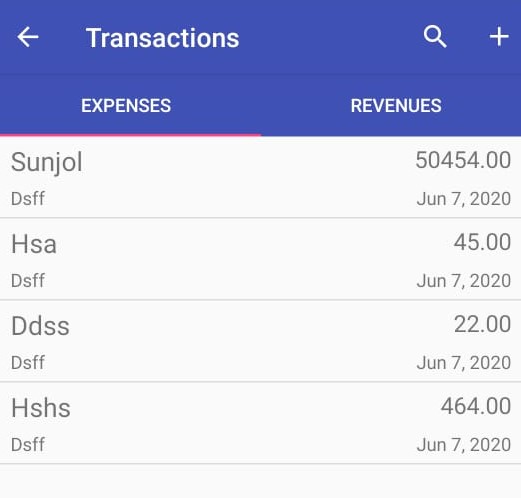 Transactions
EXPENSES REVENUES
Sunjol 50454.00
Dsff Jun 7, 2020
Hsa 45.00
Dsff Jun 7, 2020
Ddss 22.00
Dsff Jun 7, 2020
Hshs 464.00
Dsff Jun 7, 2020